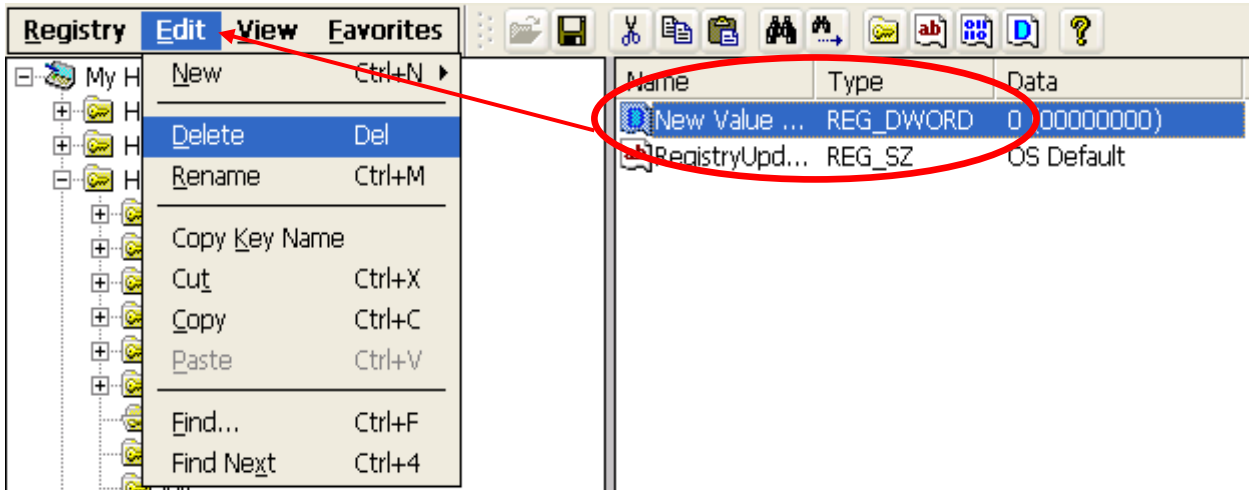 Registry Edit View Favorites
My H
H
H
H
New Ctrl+N
Delete Del
Rename Ctrl+M
Copy Key Name
Cut Ctrl+X
Copy Ctrl+C
Paste Ctrl+V
Find... Ctrl+F
Find Next Ctrl+4
Name Type Data
New Value ... REG_DWORD 0 (00000000)
RegistryUpd... REG_SZ OS Default